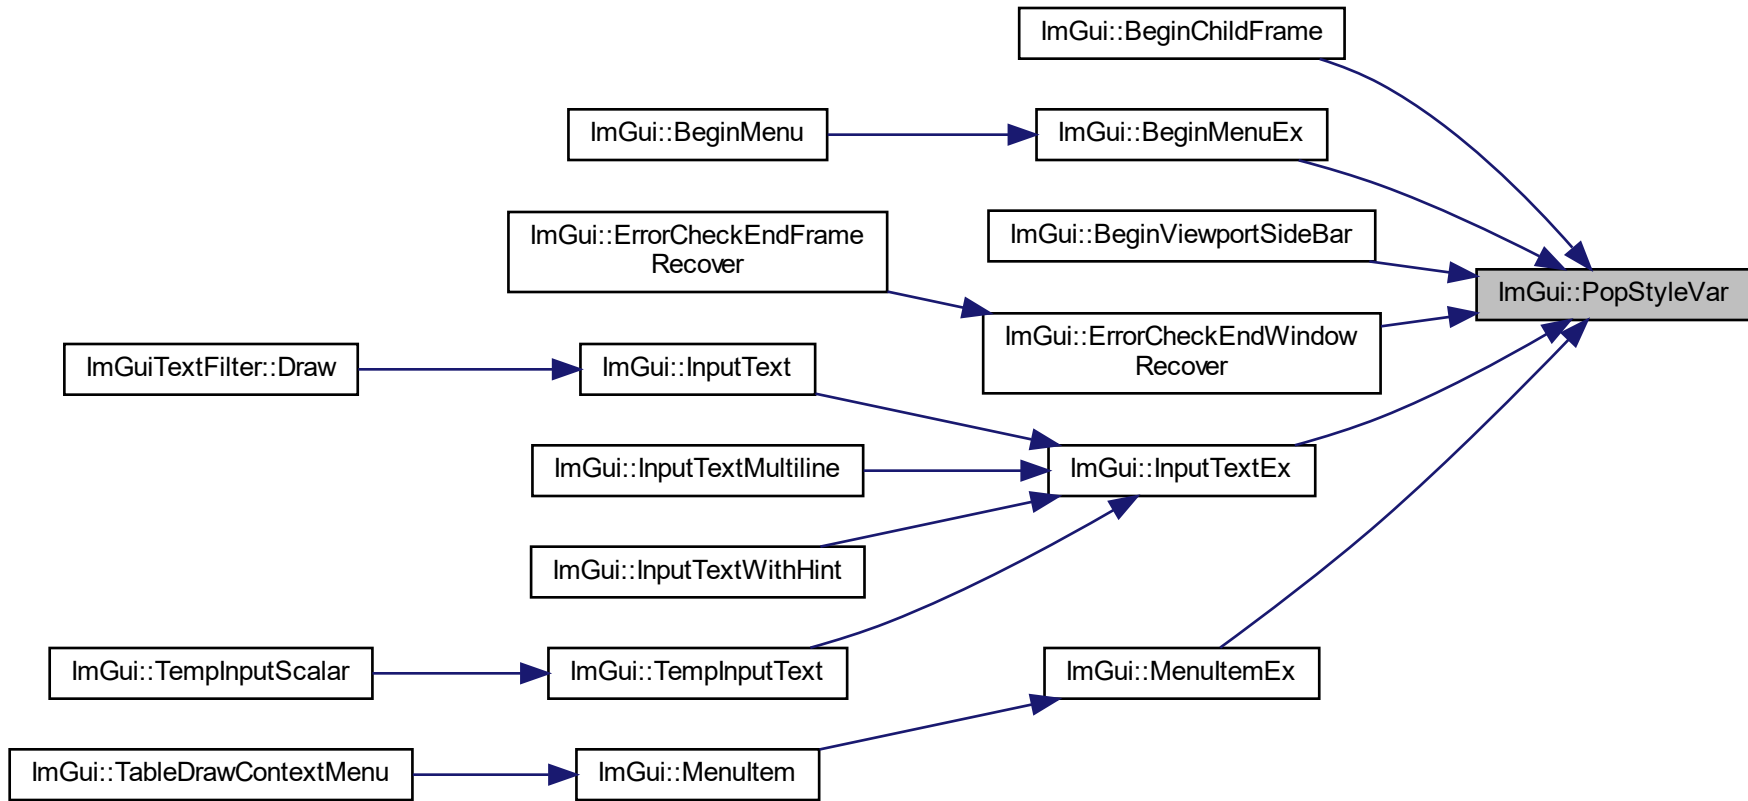 ImGui::BeginChildFrame
ImGui::BeginMenu
ImGui::BeginMenuEx
ImGui::ErrorCheckEndFrame
Recover
ImGui::BeginViewportSideBar
ImGui::PopStyleVar
ImGui::ErrorCheckEndWindow
Recover
ImGuiTextFilter::Draw
ImGui::InputText
ImGui::InputTextMultiline
ImGui::InputTextEx
ImGui::InputTextWithHint
ImGui::TempInputScalar
ImGui::TempInputText
ImGui::MenuItemEx
ImGui::TableDrawContextMenu
ImGui::MenuItem